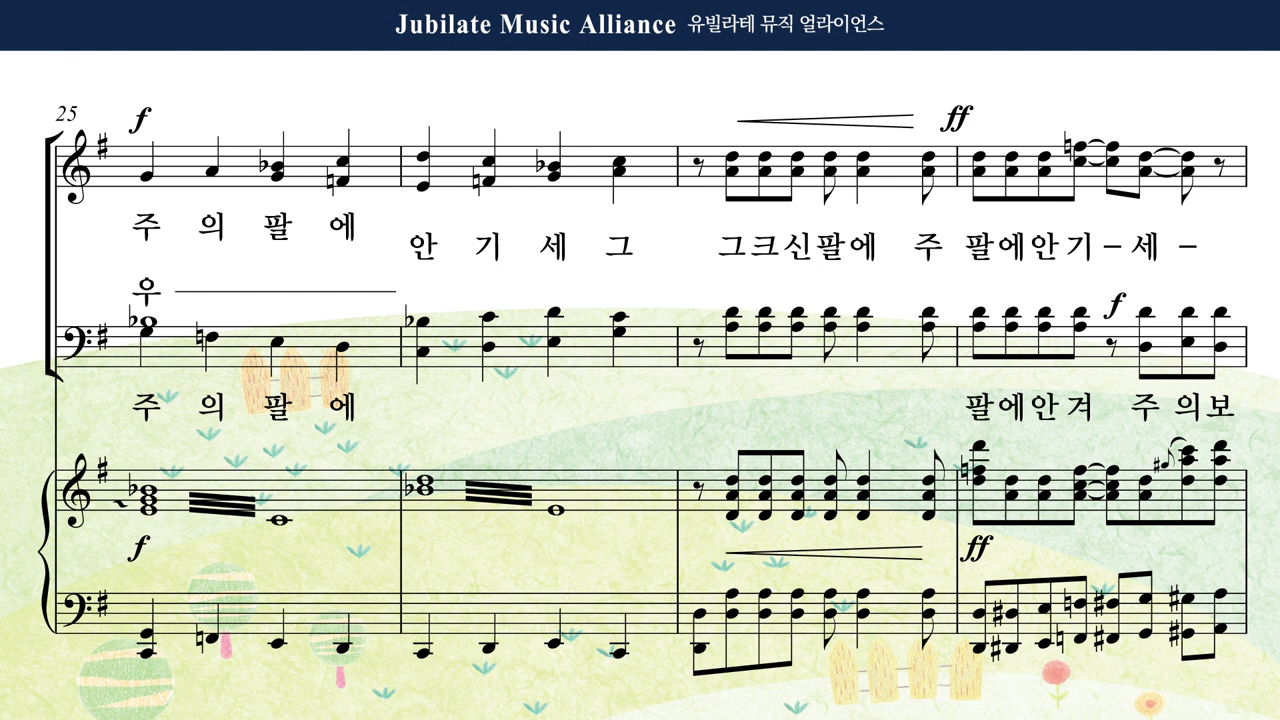 Jubilate Music Alliance 유빌라테 뮤직 얼라이언스
25
f
ff
주 의 팔 에
안 기 세 그 그크신팔에 주 팔에안기-세-
우
f
주 의 팔 에 팔에안겨 주 의보
f
ff